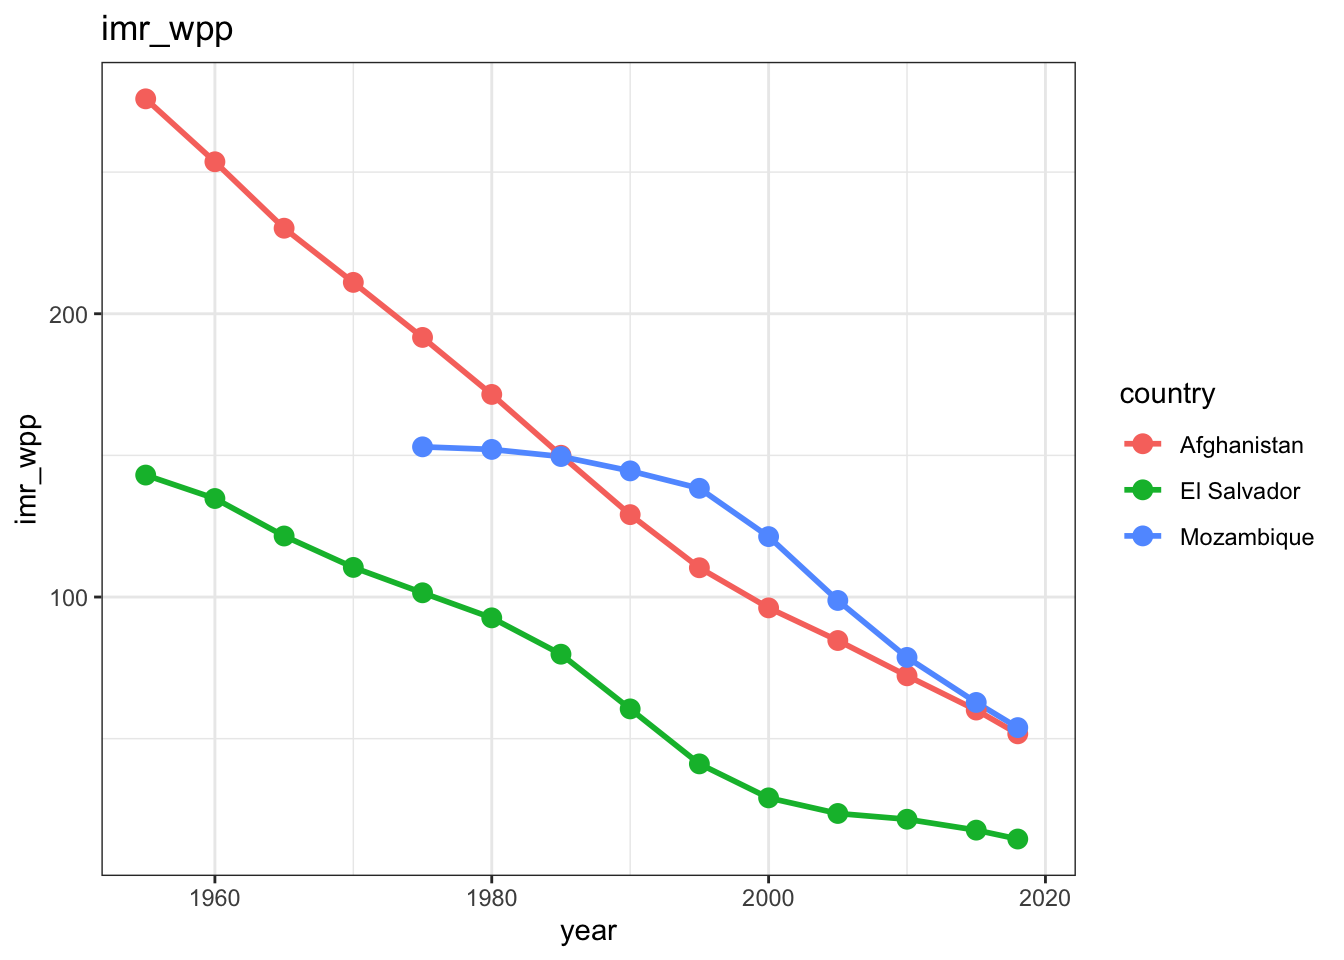 imr_wpp
200
100
imr_wpp
1960 1980 2000 2020
year
country
Afghanistan
El Salvador
Mozambique